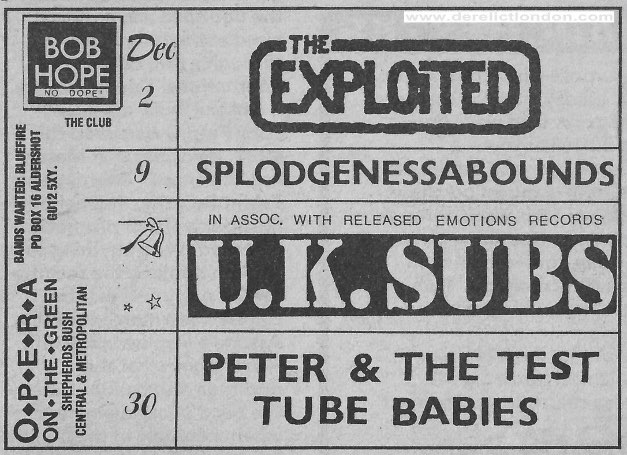 www.derelictlondon.com
BOB
HOPE
NO DOPE!
THE CLUB
BANDS WANTED: BLUEFIRE
PO BOX 16 ALDERSHOT
GU12 5XY.
O♦P♦E♦R♦A
ON♦THE♦GREEN
SHEPHERDS BUSH
CENTRAL & METROPOLITAN
Dec
2
THE
EXPLOITED
9
SPLODGENESSABOUNDS
IN ASSOC. WITH RELEASED EMOTIONS RECORDS
U.K. SUBS
30
PETER & THE TEST
TUBE BABIES